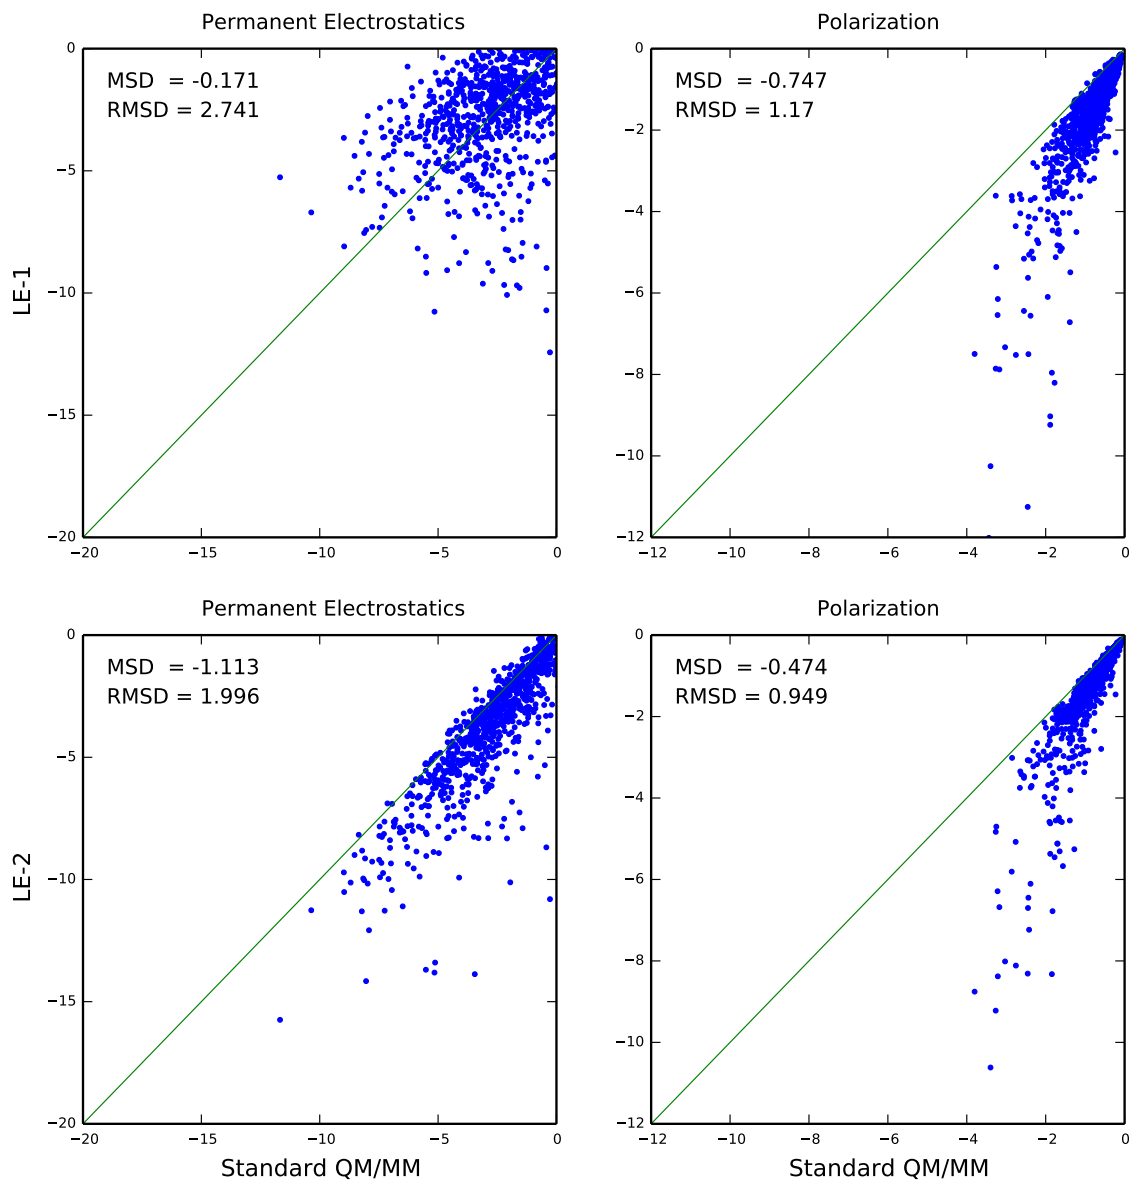 Permanent Electrostatics
Polarization
MSD = -0.171
RMSD = 2.741
MSD = -0.747
RMSD = 1.17
0
−5
−10
−15
−20
−20 −15 −10 −5 0
LE-1
0
−2
−4
−6
−8
−10
−12
−12 −10 −8 −6 −4 −2 0
Permanent Electrostatics
Polarization
MSD = -1.113
RMSD = 1.996
MSD = -0.474
RMSD = 0.949
0
−5
−10
−15
−20
−20 −15 −10 −5 0
LE-2
0
−2
−4
−6
−8
−10
−12
−12 −10 −8 −6 −4 −2 0
Standard QM/MM
Standard QM/MM